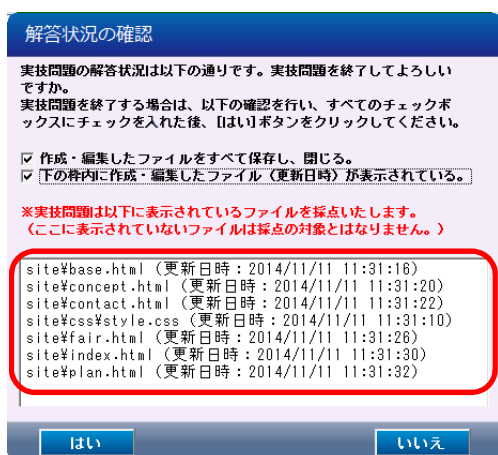 解答状況の確認
実技問題の解答状況は以下の通りです。実技問題を終了してよろしい
ですか。
実技問題を終了する場合は、以下の確認を行い、すべてのチェックボ
ックスにチェックを入れた後、[はい]ボタンをクリックしてください。
作成・編集したファイルをすべて保存し、閉じる。
下の枠内に作成・編集したファイル（更新日時）が表示されている。
※実技問題は以下に表示されているファイルを採点いたします。
（ここに表示されていないファイルは採点の対象とはなりません。）
site¥base.html（更新日時：2014/11/11 11:31:16)
site¥concept.html（更新日時：2014/11/11 11:31:20)
site¥contact.html（更新日時：2014/11/11 11:31:22)
site¥css¥style.css（更新日時：2014/11/11 11:31:10)
site¥fair.html（更新日時：2014/11/11 11:31:26)
site¥index.html（更新日時：2014/11/11 11:31:30)
site¥plan.html（更新日時：2014/11/11 11:31:32)
はい
いいえ